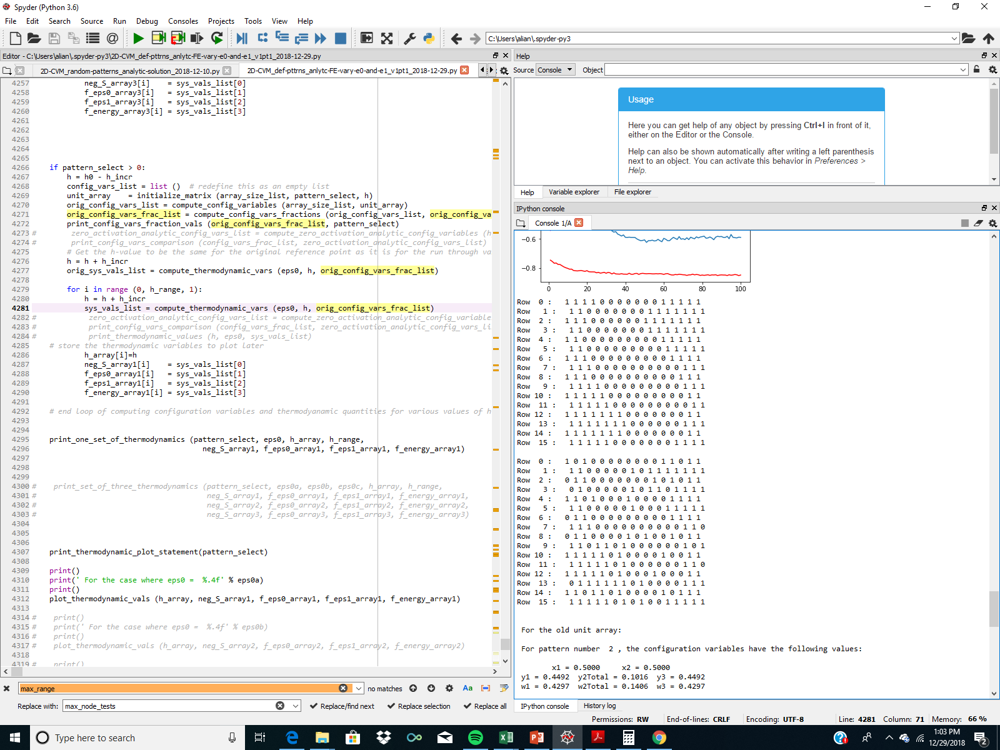 Spyder (Python 3.6)
File Edit Search Source Run Debug Consoles Projects Tools View Help
C:\Users\alian\.spyder-py3
Editor - C:\Users\alian\.spyder-py3\2D-CVM_def-pttrns_anlytc-FE-vary-e0-and-e1_v1pt1_2018-12-29.py
2D-CVM_random-patterns_analytic-solution_2018-12-10.py 2D-CVM_def-pttrns_anlytc-FE-vary-e0-and-e1_v1pt1_2018-12-29.py
4257 neg_S_array3[i] = sys_vals_list[0]
4258 f_eps0_array3[i] = sys_vals_list[1]
4259 f_eps1_array3[i] = sys_vals_list[2]
4260 f_energy_array3[i] = sys_vals_list[3]
4261
4262
4263
4264
4265
4266 if pattern_select > 0:
4267 h = h0 - h_incr
4268 config_vars_list = list () # redefine this as an empty list
4269 unit_array = initialize_matrix (array_size_list, pattern_select, h)
4270 orig_config_vars_list = compute_config_variables (array_size_list, unit_array)
4271 orig_config_vars_frac_list = compute_config_vars_fractions (orig_config_vars_list, orig_config_va
4272 print_config_vars_fraction_vals (orig_config_vars_frac_list, pattern_select)
4273 # zero_activation_analytic_config_vars_list = compute_zero_activation_analytic_config_variables (h
4274 # print_config_vars_comparison (config_vars_frac_list, zero_activation_analytic_config_vars_list)
4275 # Get the h-value to be the same for the original reference point as it is for the run through va
4276 h = h + h_incr
4277 orig_sys_vals_list = compute_thermodynamic_vars (eps0, h, orig_config_vars_frac_list)
4278
4279 for i in range (0, h_range, 1):
4280 h = h + h_incr
4281 sys_vals_list = compute_thermodynamic_vars (eps0, h, orig_config_vars_frac_list)
4282 # zero_activation_analytic_config_vars_list = compute_zero_activation_analytic_config_variable
4283 # print_config_vars_comparison (config_vars_frac_list, zero_activation_analytic_config_vars_li
4284 # print_thermodynamic_values (h, eps0, sys_vals_list)
4285 # store the thermodynamic variables to plot later
4286 h_array[i]=h
4287 neg_S_array1[i] = sys_vals_list[0]
4288 f_eps0_array1[i] = sys_vals_list[1]
4289 f_eps1_array1[i] = sys_vals_list[2]
4290 f_energy_array1[i] = sys_vals_list[3]
4291
4292 # end loop of computing configuration variables and thermodyanamic quantities for various values of h
4293
4294
4295 print_one_set_of_thermodynamics (pattern_select, eps0, h_array, h_range,
4296 neg_S_array1, f_eps0_array1, f_eps1_array1, f_energy_array1)
4297
4298
4299
4300 # print_set_of_three_thermodynamics (pattern_select, eps0a, eps0b, eps0c, h_array, h_range,
4301 # neg_S_array1, f_eps0_array1, f_eps1_array1, f_energy_array1,
4302 # neg_S_array2, f_eps0_array2, f_eps1_array2, f_energy_array2,
4303 # neg_S_array3, f_eps0_array3, f_eps1_array3, f_energy_array3)
4304
4305
4306
4307 print_thermodynamic_plot_statement(pattern_select)
4308
4309 print()
4310 print(' For the case where eps0 = %.4f' % eps0a)
4311 print()
4312 plot_thermodynamic_vals (h_array, neg_S_array1, f_eps0_array1, f_eps1_array1, f_energy_array1)
4313
4314 # print()
4315 # print(' For the case where eps0 = %.4f' % eps0b)
4316 # print()
4317 # plot_thermodynamic_vals (h_array, neg_S_array2, f_eps0_array2, f_eps1_array2, f_energy_array2)
4318
4319 # print()
max_range no matches Aa
Replace with: max_node_tests Replace/find next Replace selection Replace all
Help
Source Console Object
Usage
Here you can get help of any object by pressing Ctrl+I in front of it,
either on the Editor or the Console.
Help can also be shown automatically after writing a left parenthesis
next to an object. You can activate this behavior in Preferences >
Help.
Help Variable explorer File explorer
IPython console
Console 1/A
−0.6
−0.8
0 20 40 60 80 100
Row 0 : 1 1 1 1 0 0 0 0 0 0 0 1 1 1 1 1
Row 1 : 1 1 0 0 0 0 0 0 0 1 1 1 1 1 1 1
Row 2 : 1 1 1 0 0 0 0 0 0 1 1 1 1 1 1 1
Row 3 : 1 1 0 0 0 0 0 0 0 1 1 1 1 1 1 1
Row 4 : 1 1 0 0 0 0 0 0 0 0 0 1 1 1 1 1
Row 5 : 1 1 0 0 0 0 0 0 0 0 0 1 1 1 1 1
Row 6 : 1 1 1 0 0 0 0 0 0 0 0 0 1 1 1 1
Row 7 : 1 1 1 0 0 0 0 0 0 0 0 0 0 1 1 1
Row 8 : 1 1 1 0 0 0 0 0 0 0 0 0 0 1 1 1
Row 9 : 1 1 1 1 0 0 0 0 0 0 0 0 0 1 1 1
Row 10 : 1 1 1 1 1 0 0 0 0 0 0 0 0 0 1 1
Row 11 : 1 1 1 1 1 0 0 0 0 0 0 0 0 0 1 1
Row 12 : 1 1 1 1 1 1 1 0 0 0 0 0 0 0 1 1
Row 13 : 1 1 1 1 1 1 1 0 0 0 0 0 0 1 1 1
Row 14 : 1 1 1 1 1 1 1 0 0 0 0 0 0 0 1 1
Row 15 : 1 1 1 1 1 0 0 0 0 0 0 0 1 1 1 1
Row 0 : 1 0 1 0 0 0 0 0 0 0 0 1 1 0 1 1
Row 1 : 1 1 0 0 0 0 0 1 0 1 1 1 1 1 1 1
Row 2 : 0 1 1 0 0 0 0 0 0 0 1 0 1 0 1 1
Row 3 : 0 1 0 0 0 0 0 1 0 1 1 0 1 1 1 1
Row 4 : 1 1 0 1 0 0 0 1 0 0 0 0 1 1 1 1
Row 5 : 1 1 0 0 0 0 0 1 0 0 0 1 1 1 1 1
Row 6 : 0 1 1 0 0 0 0 0 0 0 0 0 1 1 1 1
Row 7 : 1 1 1 0 0 0 0 0 0 0 0 0 0 1 1 0
Row 8 : 0 1 1 0 0 0 0 1 0 1 0 0 1 0 1 1
Row 9 : 1 1 0 1 1 0 1 0 0 0 0 0 0 1 0 1
Row 10 : 1 1 1 1 1 0 1 0 0 0 0 1 0 0 1 1
Row 11 : 1 1 1 1 1 0 1 0 0 0 0 0 0 1 1 0
Row 12 : 1 1 1 1 1 0 1 0 0 0 1 0 0 0 1 1
Row 13 : 0 1 1 1 1 1 1 0 1 0 0 0 0 1 1 1
Row 14 : 1 1 0 1 1 0 1 0 0 0 0 1 0 1 1 1
Row 15 : 1 1 1 1 1 0 1 0 1 0 0 1 1 1 1 1
For the old unit array:
For pattern number 2 , the configuration variables have the following values:
x1 = 0.5000 x2 = 0.5000
y1 = 0.4492 y2Total = 0.1016 y3 = 0.4492
w1 = 0.4297 w2Total = 0.1406 w3 = 0.4297
IPython console History log
Permissions: RW End-of-lines: CRLF Encoding: UTF-8 Line: 4281 Column: 71 Memory: 66 %
Type here to search
1:03 PM
12/29/2018
2